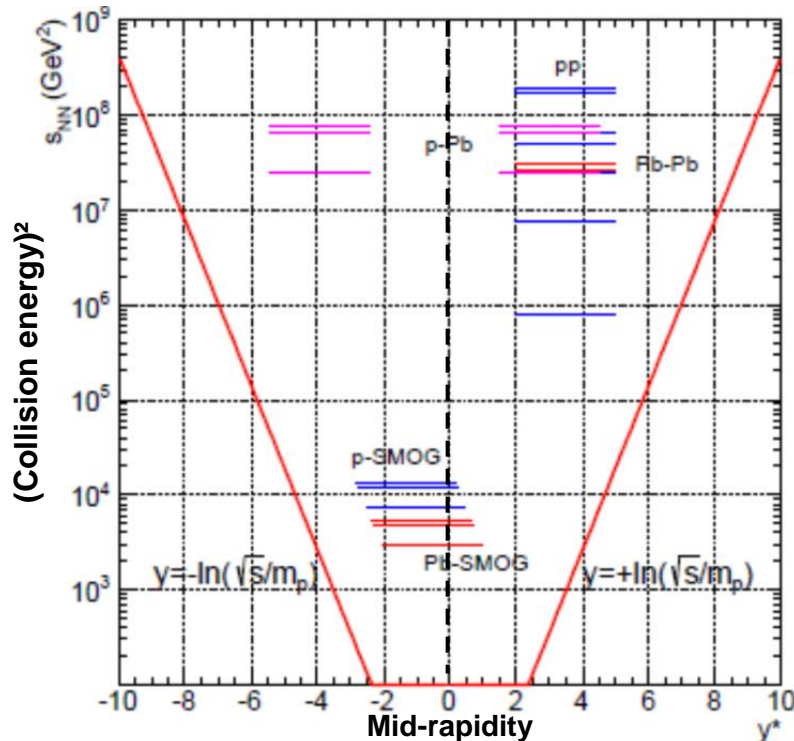 (Collision energy)²
s_NN (GeV²)
10⁹
10⁸
10⁷
10⁶
10⁵
10⁴
10³
pp
p-Pb
Rb-Pb
p-SMOG
Pb-SMOG
y=-ln(√s/m_p)
y=+ln(√s/m_p)
-10 -8 -6 -4 -2 0 2 4 6 8 10
Mid-rapidity
y*